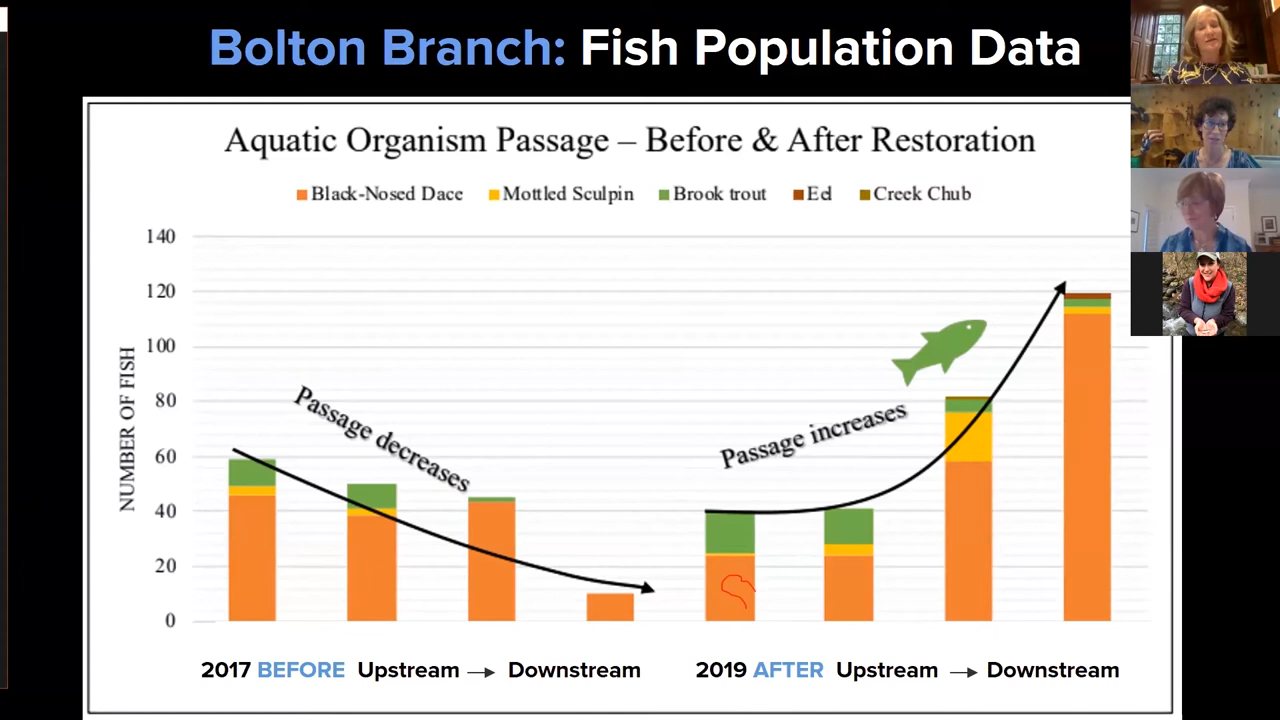 Bolton Branch: Fish Population Data
Aquatic Organism Passage – Before & After Restoration
Black-Nosed Dace Mottled Sculpin Brook trout Eel Creek Chub
140
120
100
80
60
40
20
0
NUMBER OF FISH
Passage decreases
Passage increases
2017 BEFORE Upstream → Downstream 2019 AFTER Upstream → Downstream